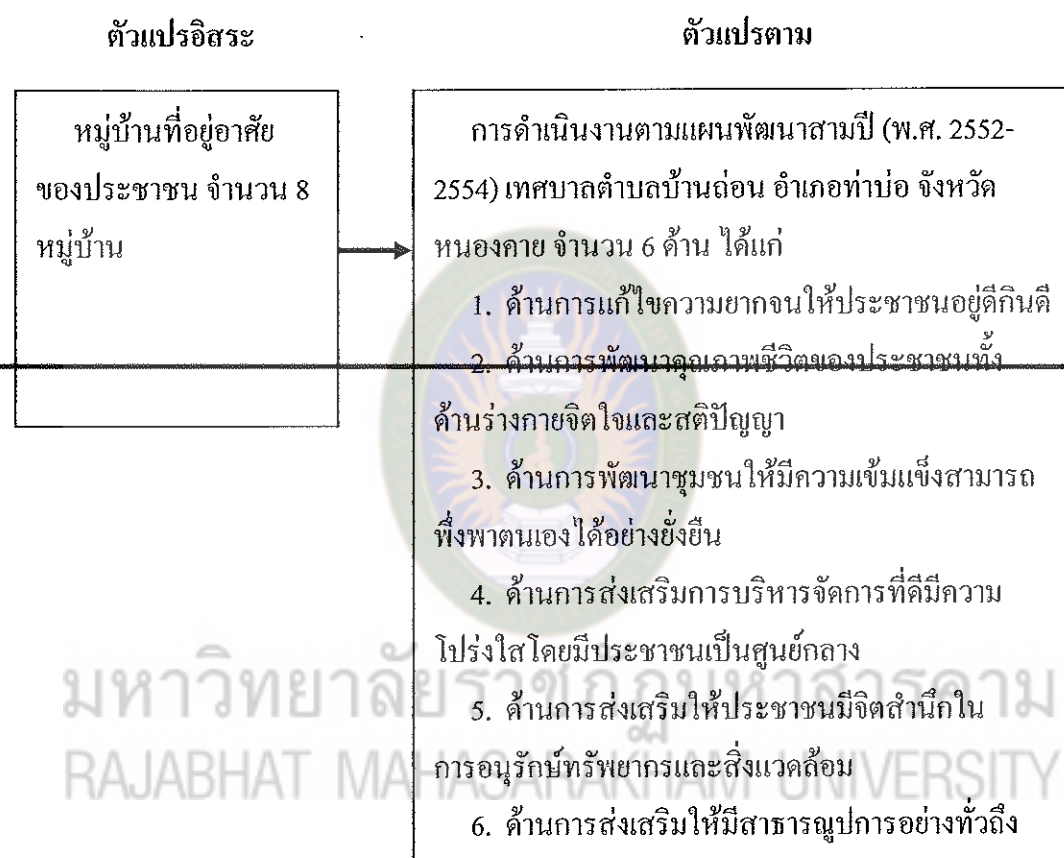 ตัวแปรอิสระ
ตัวแปรตาม
หมู่บ้านที่อยู่อาศัย
ของประชาชน จำนวน 8
หมู่บ้าน
การดำเนินงานตามแผนพัฒนาสามปี (พ.ศ. 2552-
2554) เทศบาลตำบลบ้านถ่อน อำเภอท่าบ่อ จังหวัด
หนองคาย จำนวน 6 ด้าน ได้แก่
1. ด้านการแก้ไขความยากจนให้ประชาชนอยู่ดีกินดี
2. ด้านการพัฒนาคุณภาพชีวิตของประชาชนทั้ง
ด้านร่างกายจิตใจและสติปัญญา
3. ด้านการพัฒนาชุมชนให้มีความเข้มแข็งสามารถ
พึ่งพาตนเองได้อย่างยั่งยืน
4. ด้านการส่งเสริมการบริหารจัดการที่ดีมีความ
โปร่งใสโดยมีประชาชนเป็นศูนย์กลาง
5. ด้านการส่งเสริมให้ประชาชนมีจิตสำนึกใน
การอนุรักษ์ทรัพยากรและสิ่งแวดล้อม
6. ด้านการส่งเสริมให้มีสาธารณูปการอย่างทั่วถึง
มหาวิทยาลัยราชภัฏมหาสารคาม
RAJABHAT MAHASARAKHAM UNIVERSITY